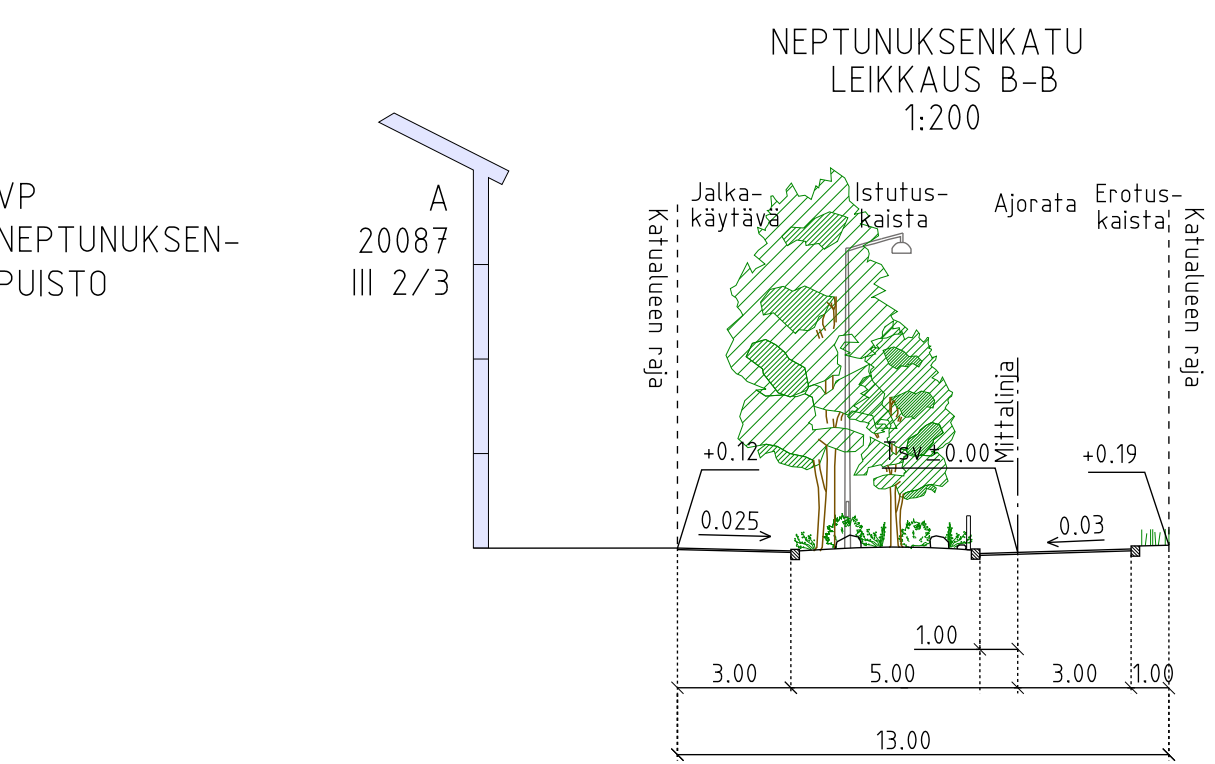 NEPTUNUKSENKATU
LEIKKAUS B-B
1:200
VP
NEPTUNUKSEN-
PUISTO
A
20087
III 2/3
Katualueen raja
Jalka-
käytävä
Istutus-
kaista
Ajorata
Erotus-
kaista
Katualueen raja
Mittalinja
+0.12
Tsv±0.00
+0.19
0.025
0.03
1.00
3.00
5.00
3.00
1.00
13.00